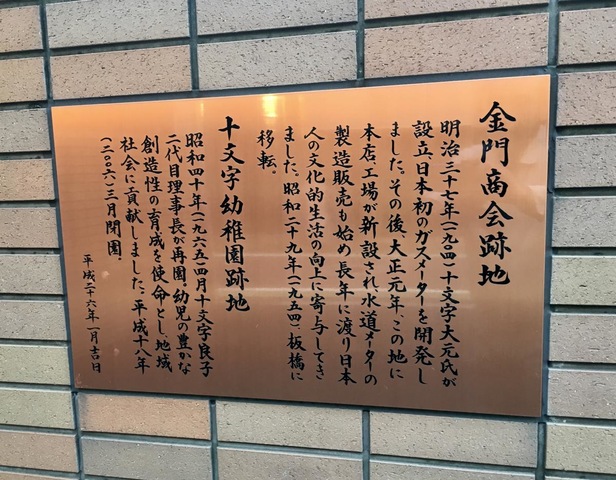 金門商会跡地
明治三十七年(一九〇四)十文字大元氏が
設立、日本初のガスメーターを開発し
ました。その後、大正元年、この地に
本店、工場が新設され、水道メーターの
製造販売も始め長年に渡り日本
人の文化的生活の向上に寄与してき
ました。昭和二十九年(一九五四)、板橋に
移転。
十文字幼稚園跡地
昭和四十年(一九六五)四月十文字良子
二代目理事長が再園。幼児の豊かな
創造性の育成を使命とし、地域
社会に貢献しました。平成十八年
(二〇〇六)三月閉園。
平成二十六年一月吉日